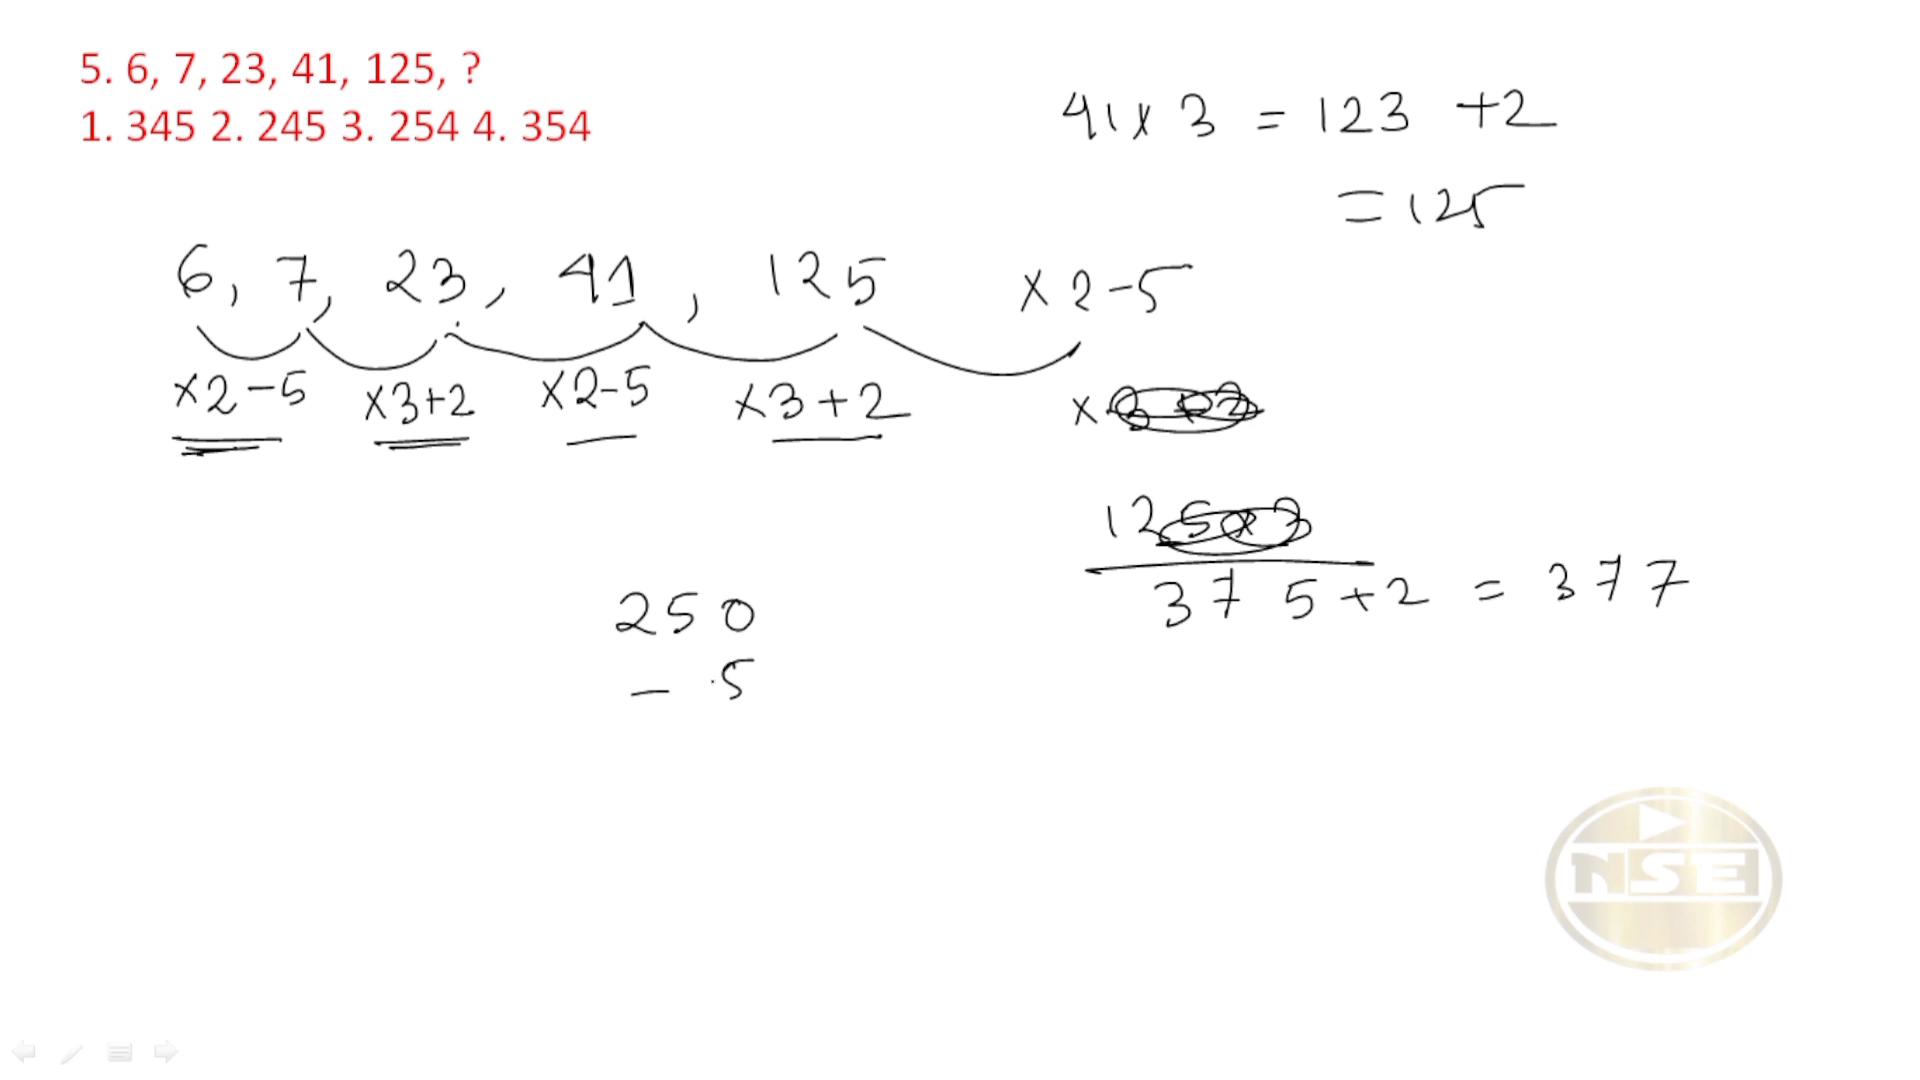 5. 6, 7, 23, 41, 125, ?
1. 345 2. 245 3. 254 4. 354
41 x 3 = 123 +2
= 125
6, 7, 23, 41, 125 x 2-5
x2-5 x3+2 x2-5 x3+2
x
125x3
375+2 = 377
250
- 5
NSE